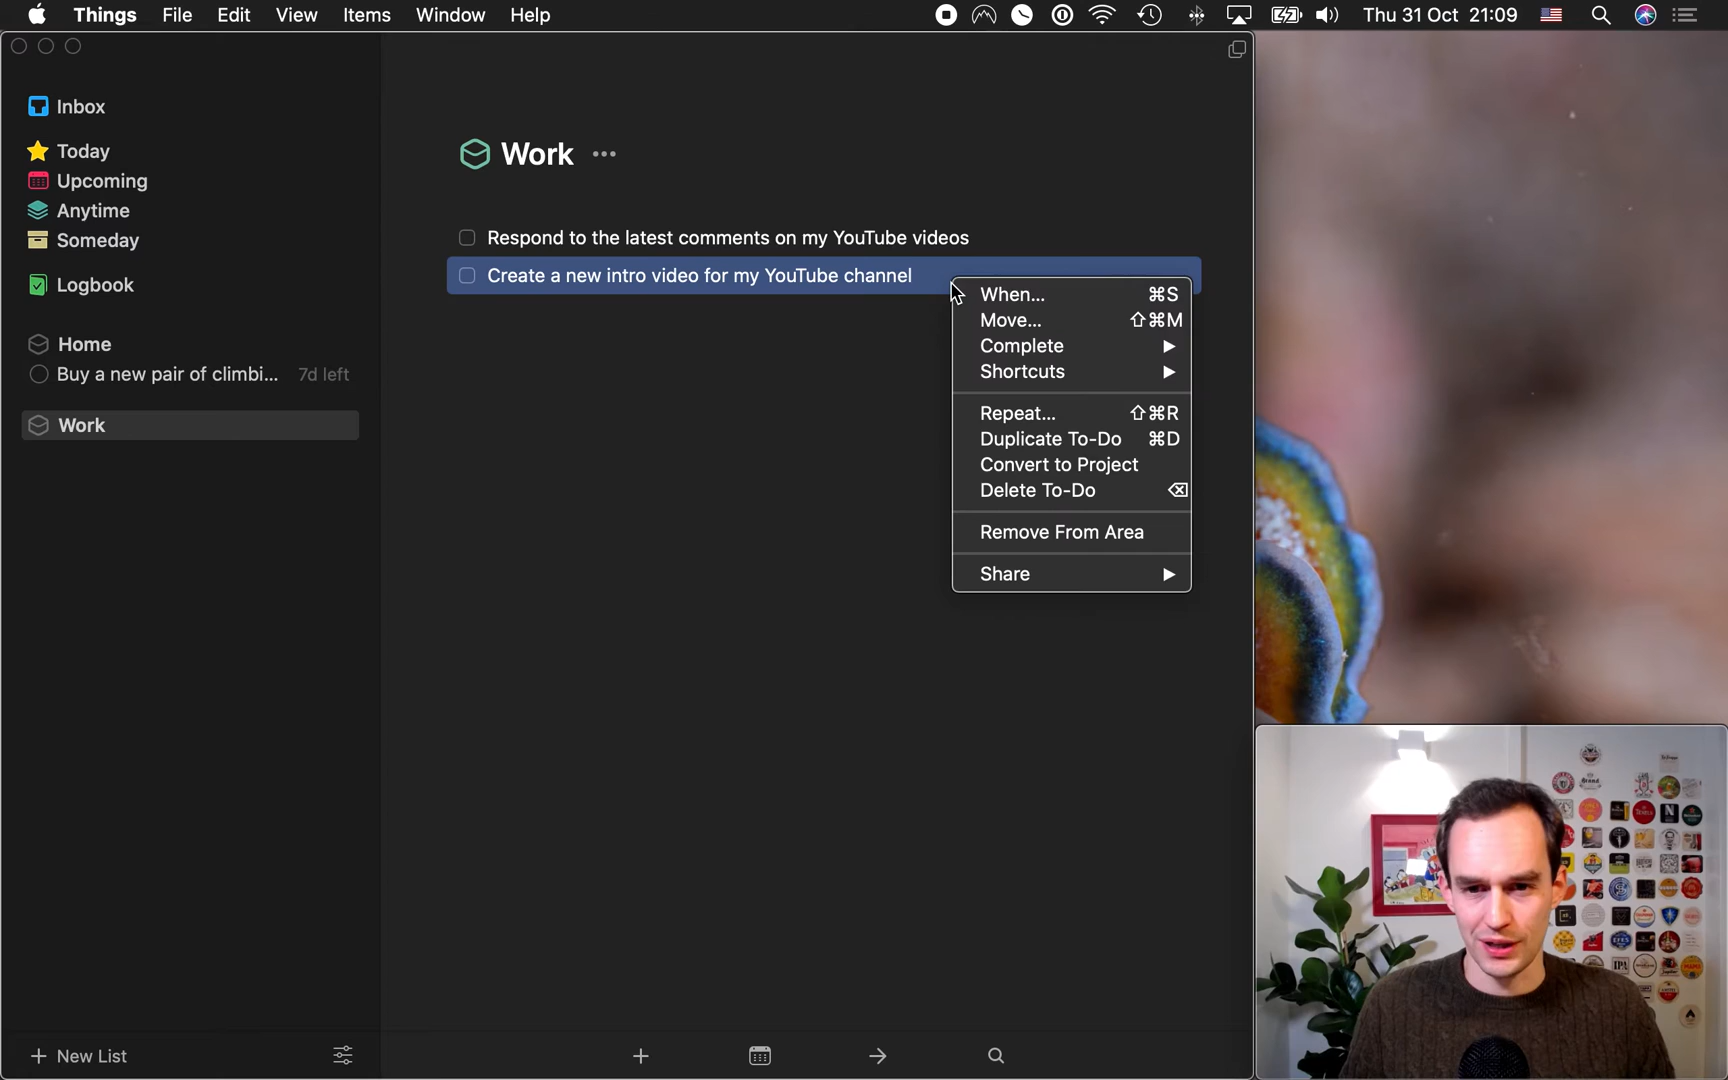 Things File Edit View Items Window Help Thu 31 Oct 21:09
Inbox
Today
Upcoming
Anytime
Someday
Logbook
Home
Buy a new pair of climbi... 7d left
Work
New List
Work
Respond to the latest comments on my YouTube videos
Create a new intro video for my YouTube channel
When... ⌘S
Move... ⇧⌘M
Complete
Shortcuts
Repeat... ⇧⌘R
Duplicate To-Do ⌘D
Convert to Project
Delete To-Do ⌫
Remove From Area
Share
IPA